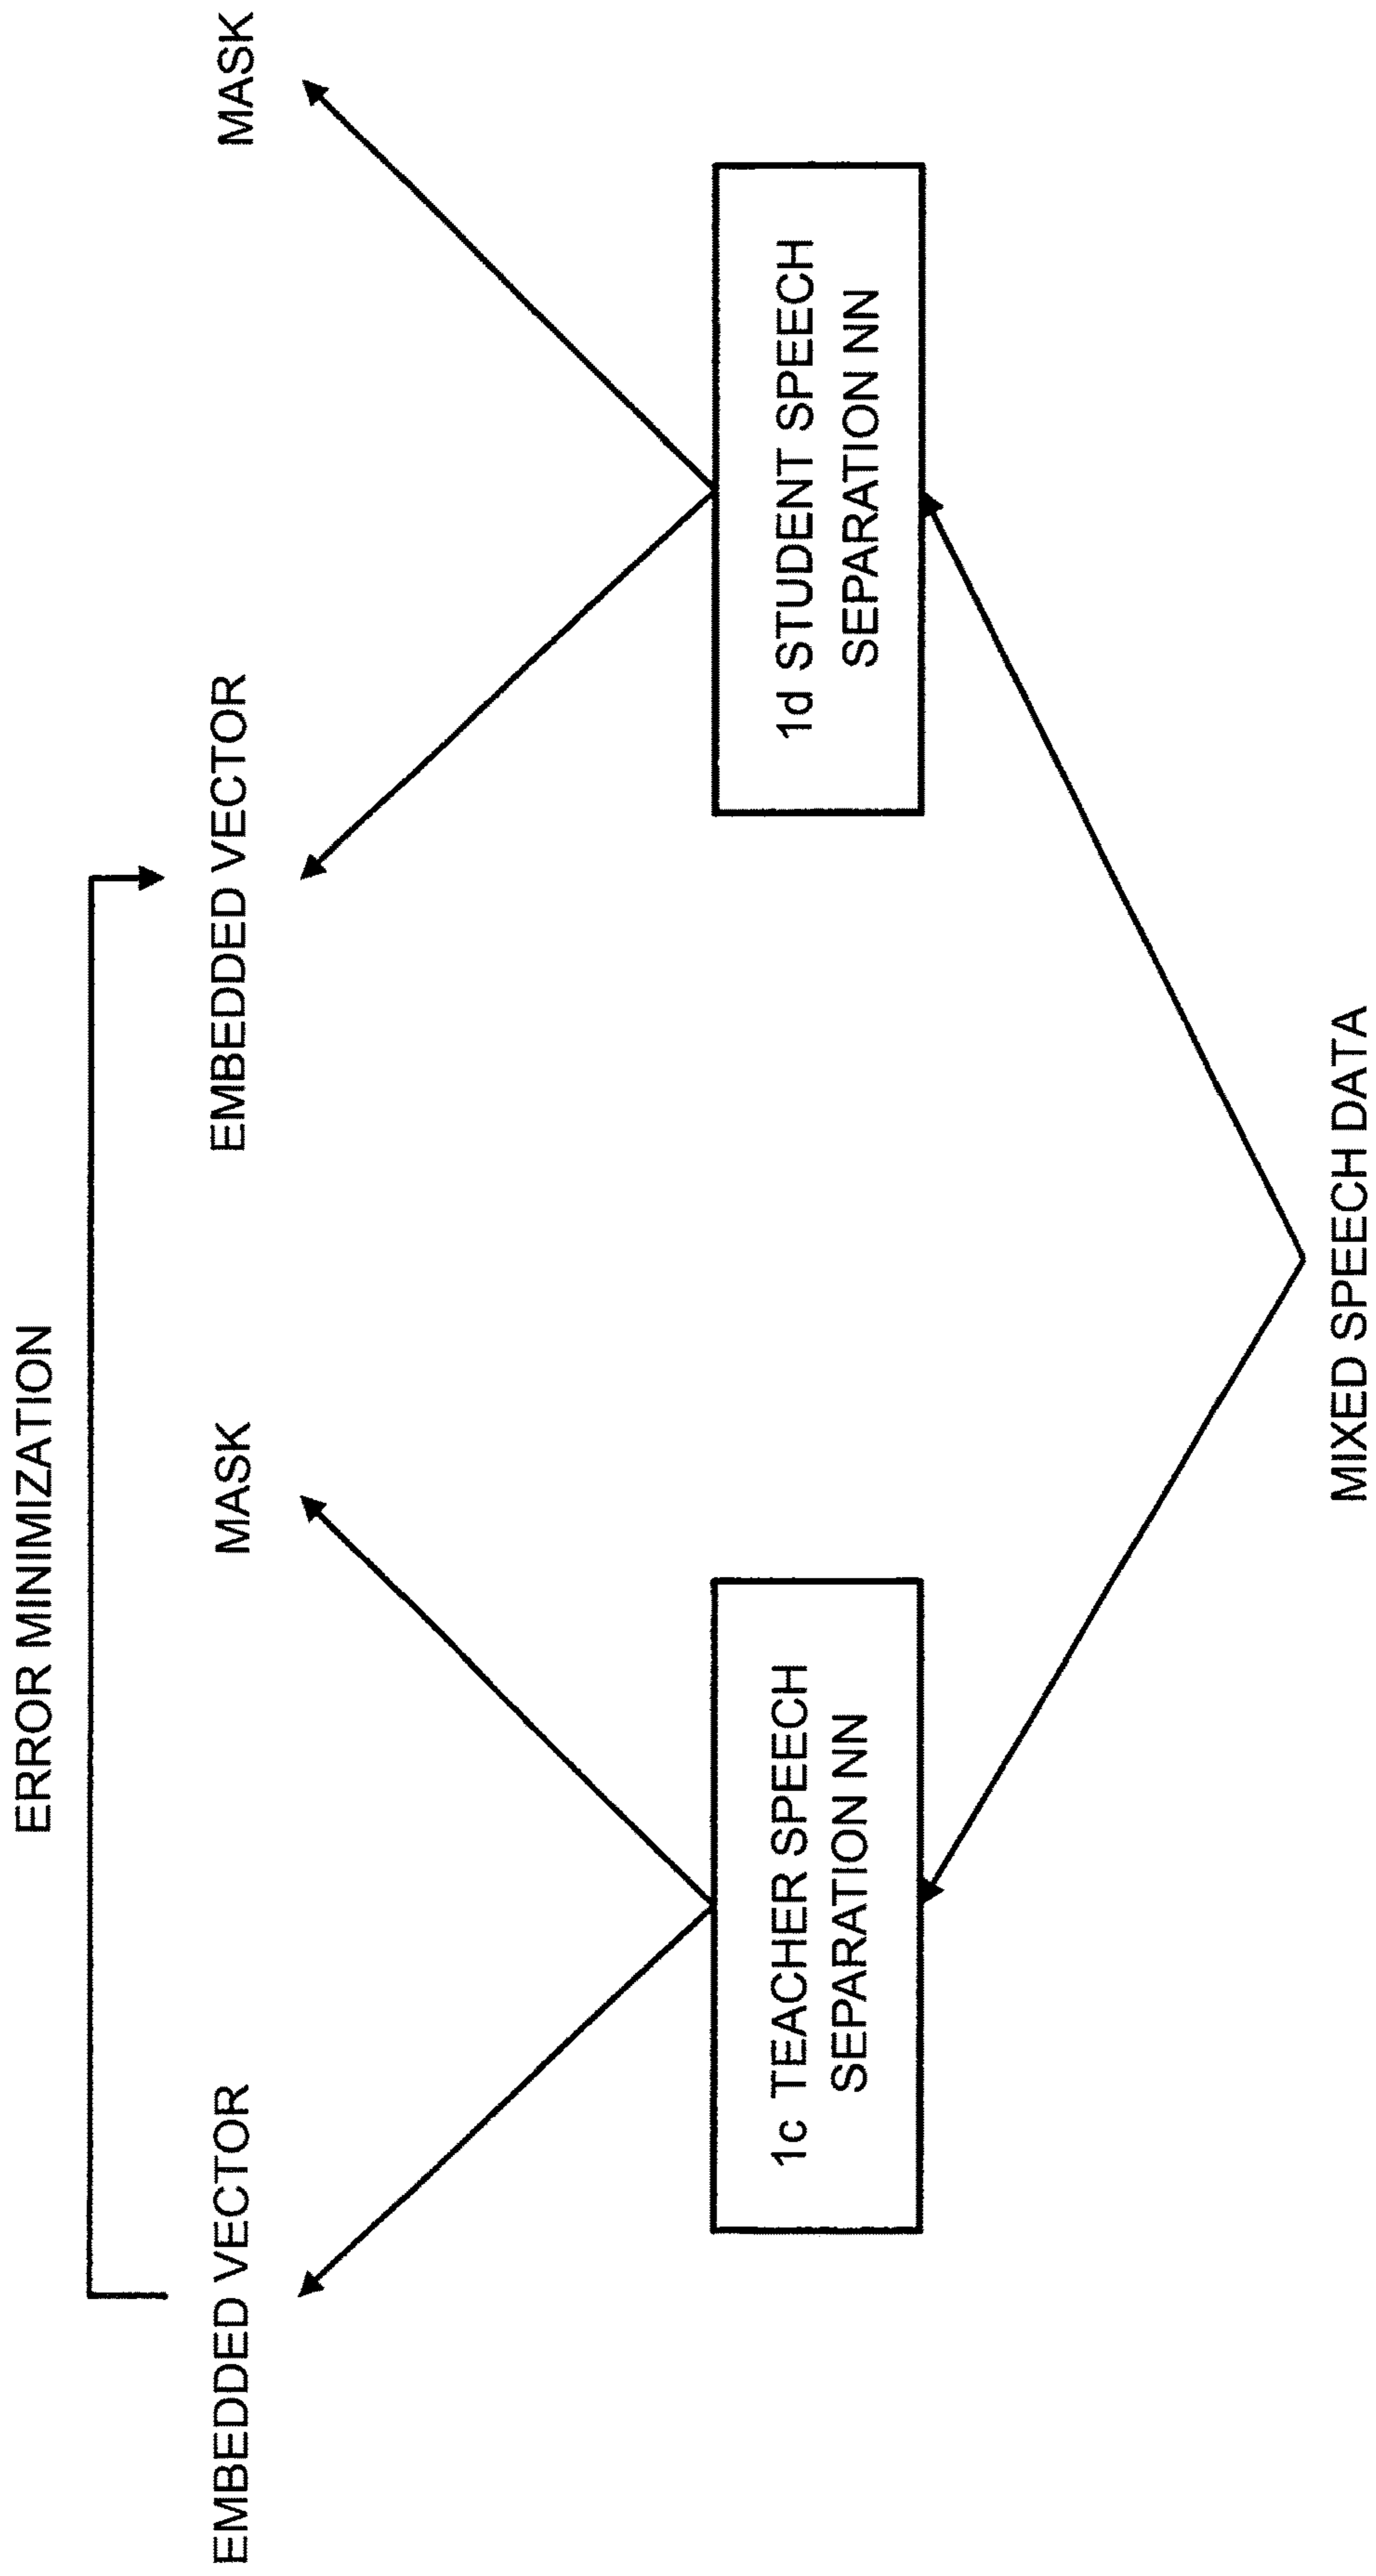 ERROR MINIMIZATION
EMBEDDED VECTOR
MASK
EMBEDDED VECTOR
MASK
1c TEACHER SPEECH
SEPARATION NN
1d STUDENT SPEECH
SEPARATION NN
MIXED SPEECH DATA